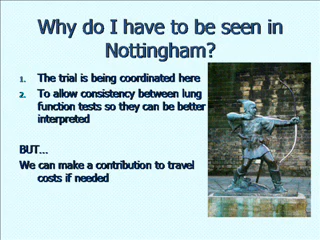 Why do I have to be seen in
Nottingham?
1. The trial is being coordinated here
2. To allow consistency between lung
function tests so they can be better
interpreted
BUT...
We can make a contribution to travel
costs if needed